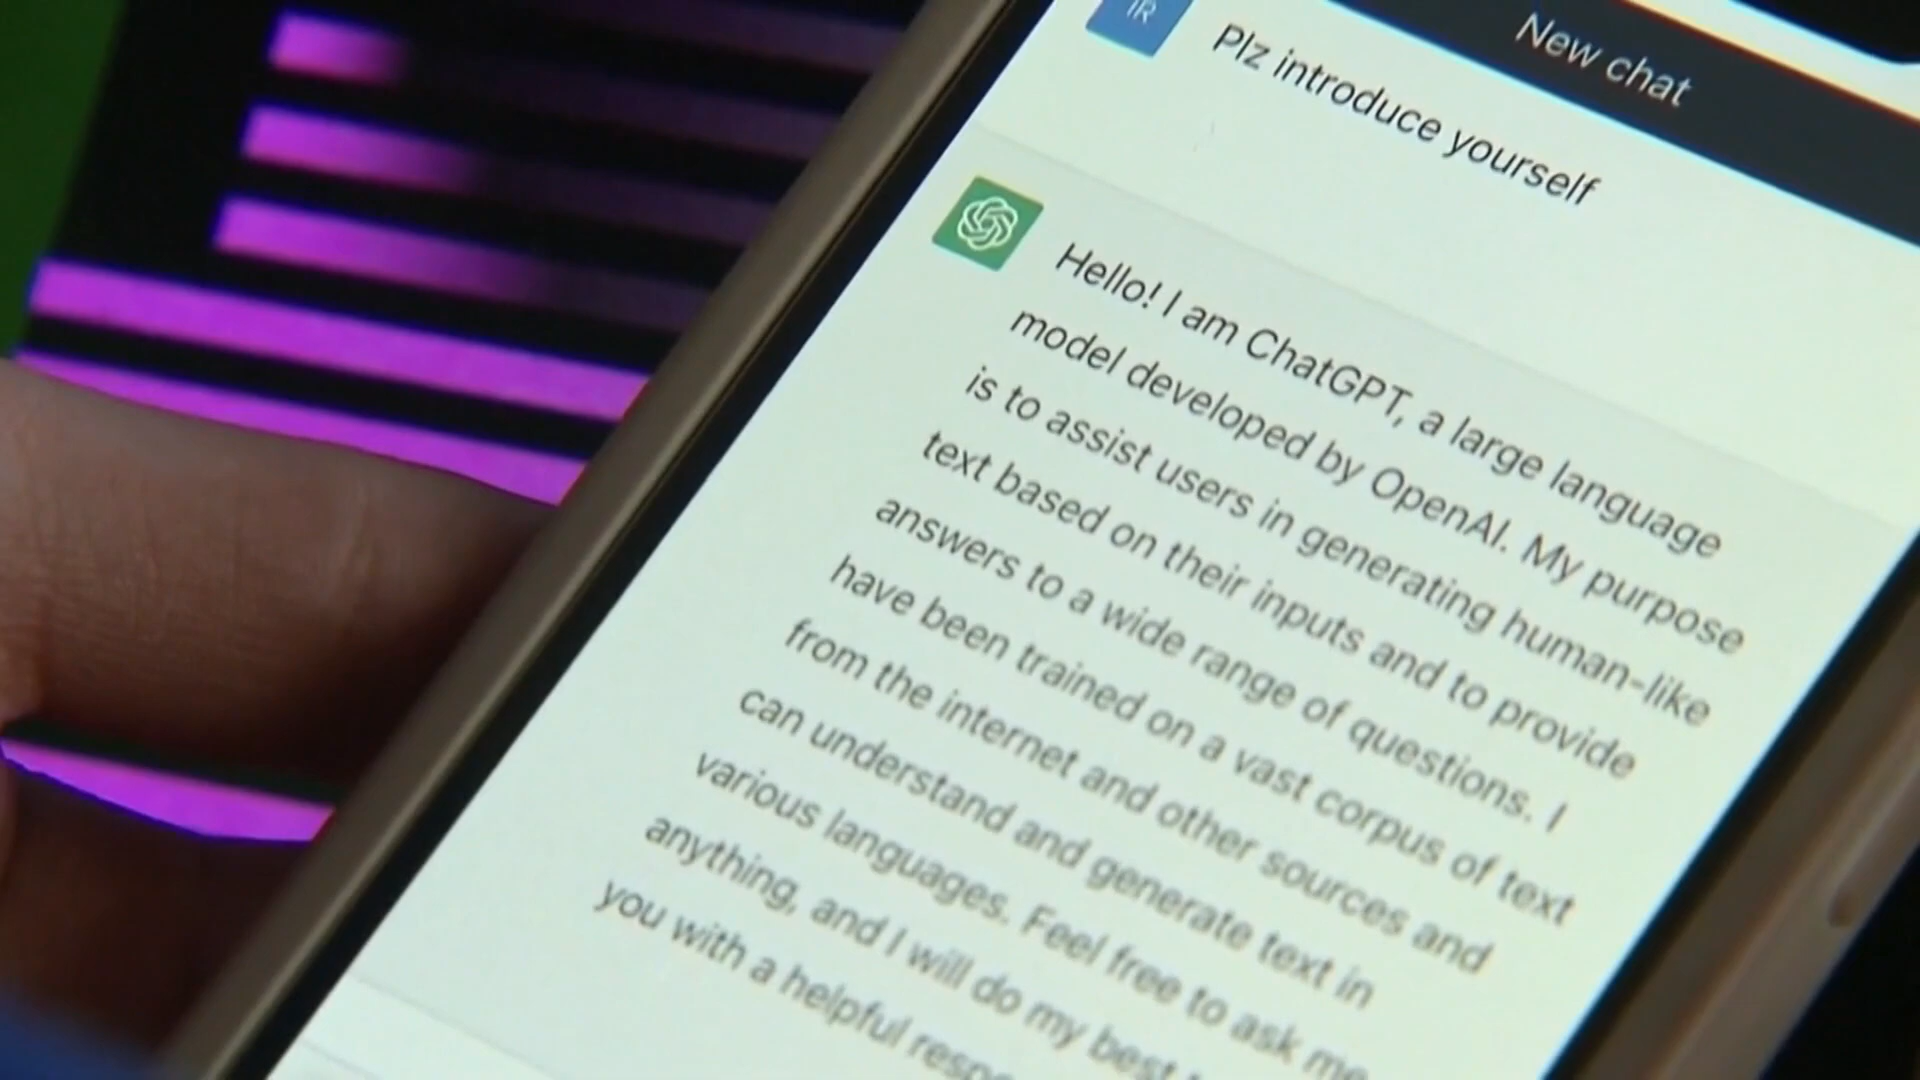 New chat
IR
Plz introduce yourself
Hello! I am ChatGPT, a large language
model developed by OpenAI. My purpose
is to assist users in generating human-like
text based on their inputs and to provide
answers to a wide range of questions. I
have been trained on a vast corpus of text
from the internet and other sources and
can understand and generate text in
various languages. Feel free to ask me
anything, and I will do my best
you with a helpful